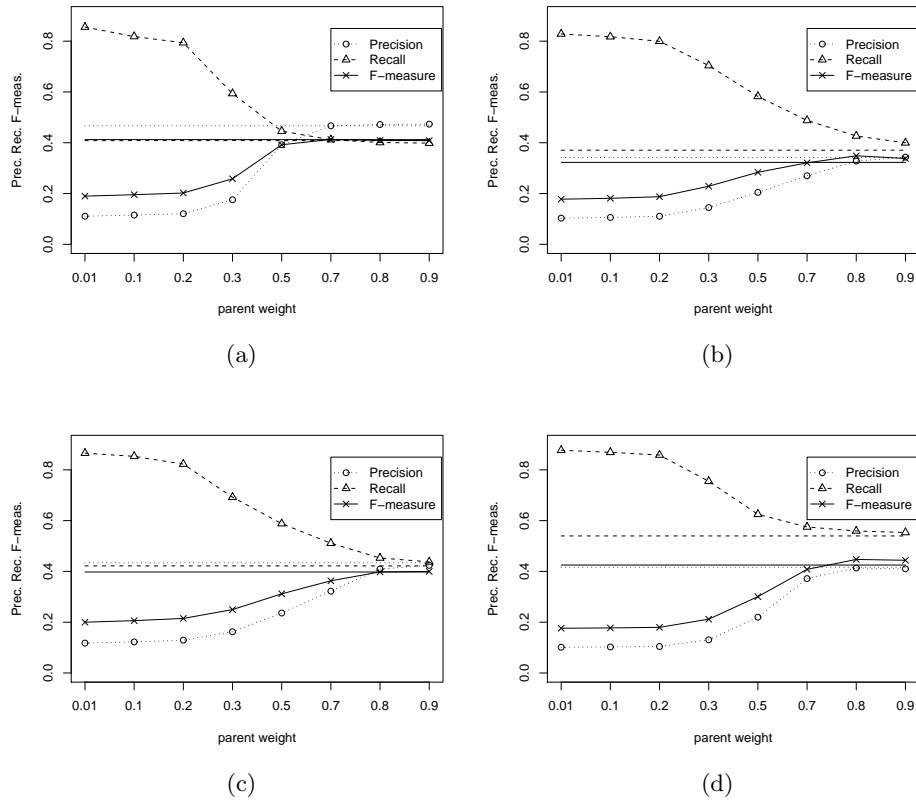 Prec. Rec. F−meas.
0.0 0.2 0.4 0.6 0.8
Precision
Recall
F−measure
0.01 0.1 0.2 0.3 0.5 0.7 0.8 0.9
parent weight
(a)
Prec. Rec. F−meas.
0.0 0.2 0.4 0.6 0.8
Precision
Recall
F−measure
0.01 0.1 0.2 0.3 0.5 0.7 0.8 0.9
parent weight
(b)
Prec. Rec. F−meas.
0.0 0.2 0.4 0.6 0.8
Precision
Recall
F−measure
0.01 0.1 0.2 0.3 0.5 0.7 0.8 0.9
parent weight
(c)
Prec. Rec. F−meas.
0.0 0.2 0.4 0.6 0.8
Precision
Recall
F−measure
0.01 0.1 0.2 0.3 0.5 0.7 0.8 0.9
parent weight
(d)